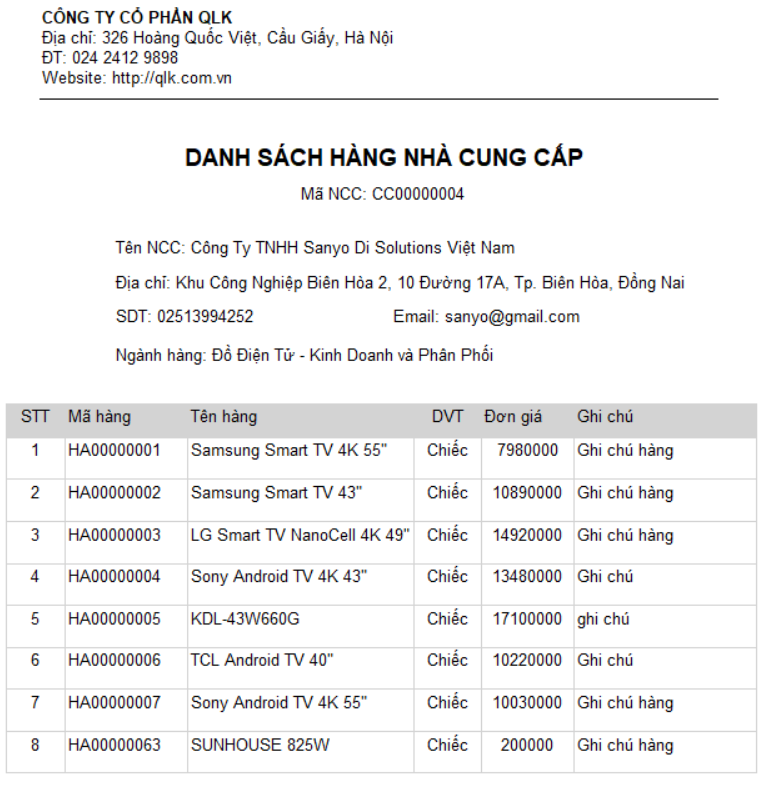 CÔNG TY CỔ PHẦN QLK
Địa chỉ: 326 Hoàng Quốc Việt, Cầu Giấy, Hà Nội
ĐT: 024 2412 9898
Website: http://qlk.com.vn
DANH SÁCH HÀNG NHÀ CUNG CẤP
Mã NCC: CC00000004
Tên NCC: Công Ty TNHH Sanyo Di Solutions Việt Nam
Địa chỉ: Khu Công Nghiệp Biên Hòa 2, 10 Đường 17A, Tp. Biên Hòa, Đồng Nai
SDT: 02513994252 Email: sanyo@gmail.com
Ngành hàng: Đồ Điện Tử - Kinh Doanh và Phân Phối
STT Mã hàng Tên hàng DVT Đơn giá Ghi chú
1 HA00000001 Samsung Smart TV 4K 55" Chiếc 7980000 Ghi chú hàng
2 HA00000002 Samsung Smart TV 43" Chiếc 10890000 Ghi chú hàng
3 HA00000003 LG Smart TV NanoCell 4K 49" Chiếc 14920000 Ghi chú hàng
4 HA00000004 Sony Android TV 4K 43" Chiếc 13480000 Ghi chú
5 HA00000005 KDL-43W660G Chiếc 17100000 ghi chú
6 HA00000006 TCL Android TV 40" Chiếc 10220000 Ghi chú
7 HA00000007 Sony Android TV 4K 55" Chiếc 10030000 Ghi chú hàng
8 HA00000063 SUNHOUSE 825W Chiếc 200000 Ghi chú hàng